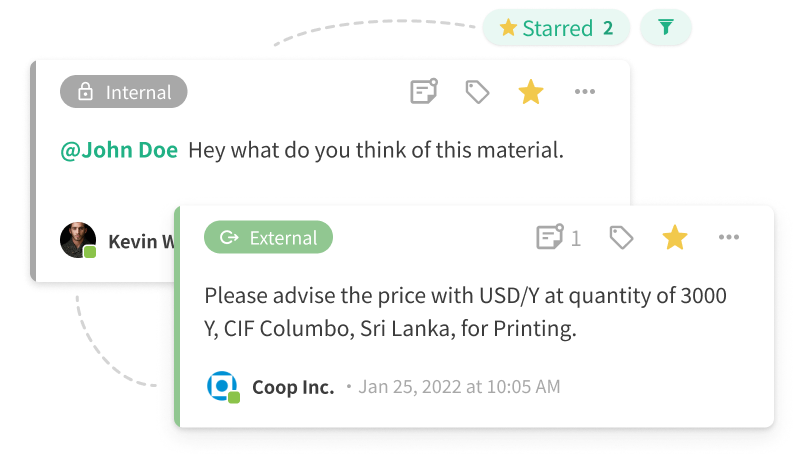 Starred 2
Internal
@John Doe Hey what do you think of this material.
Kevin W
External
1
Please advise the price with USD/Y at quantity of 3000
Y, CIF Columbo, Sri Lanka, for Printing.
Coop Inc. • Jan 25, 2022 at 10:05 AM